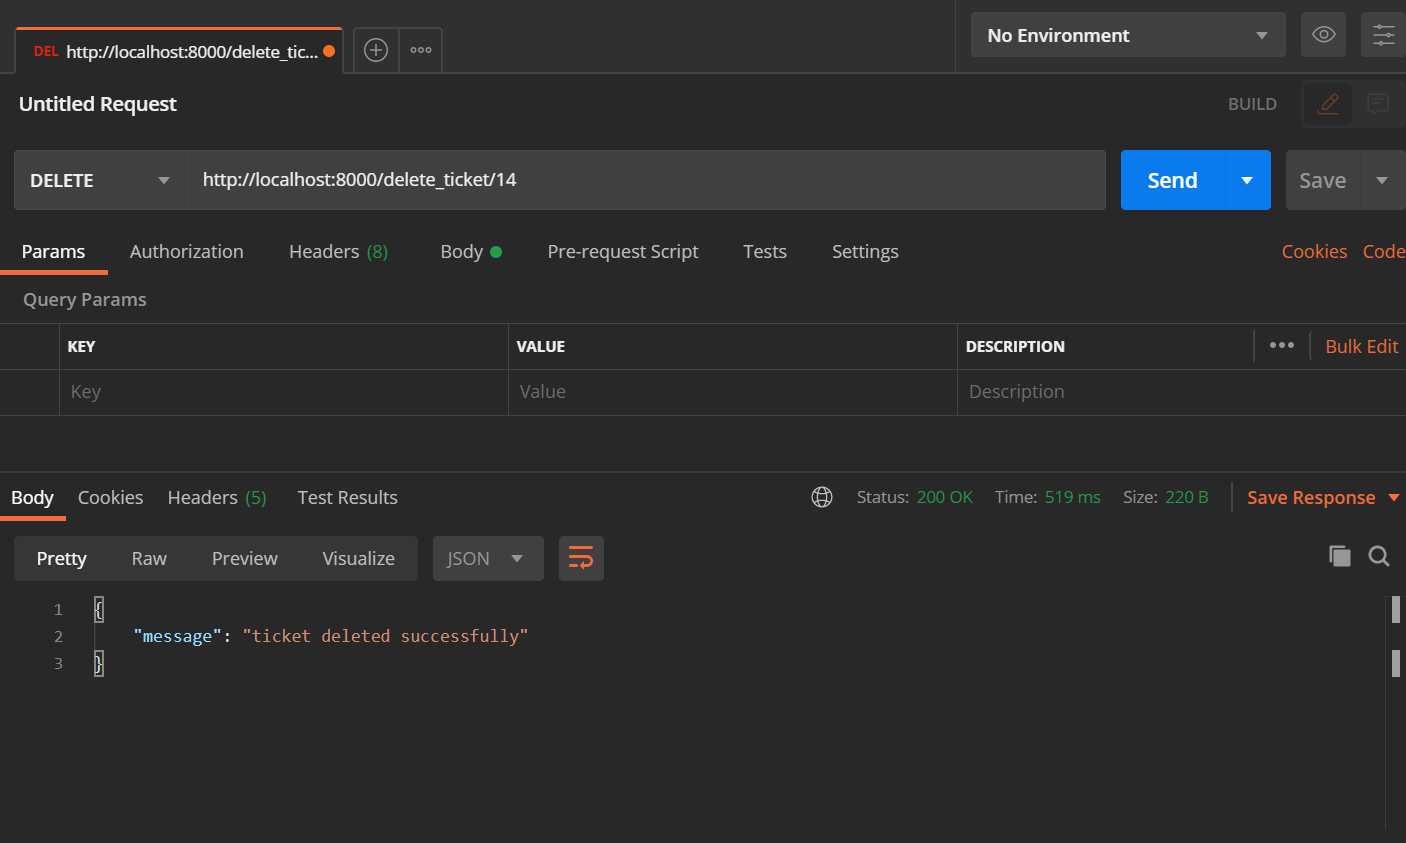 DEL http://localhost:8000/delete_tic... No Environment
Untitled Request BUILD
DELETE http://localhost:8000/delete_ticket/14 Send Save
Params Authorization Headers (8) Body Pre-request Script Tests Settings Cookies Code
Query Params
KEY VALUE DESCRIPTION Bulk Edit
Key Value Description
Body Cookies Headers (5) Test Results Status: 200 OK Time: 519 ms Size: 220 B Save Response
Pretty Raw Preview Visualize JSON
1 {
2 "message": "ticket deleted successfully"
3 }